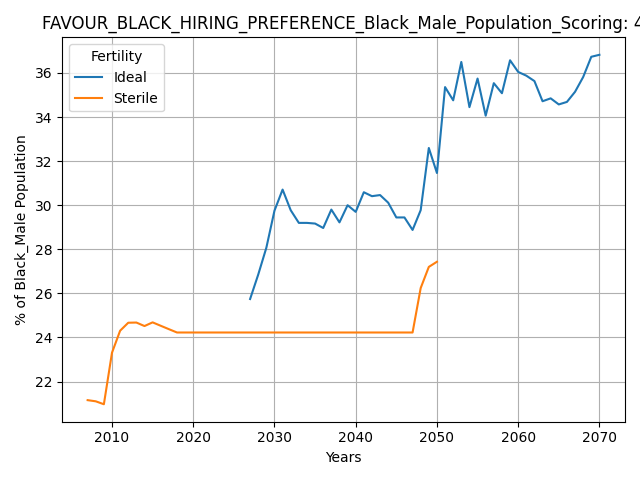 FAVOUR_BLACK_HIRING_PREFERENCE_Black_Male_Population_Scoring: 4
Fertility
Ideal
Sterile
% of Black_Male Population
36
34
32
30
28
26
24
22
2010 2020 2030 2040 2050 2060 2070
Years